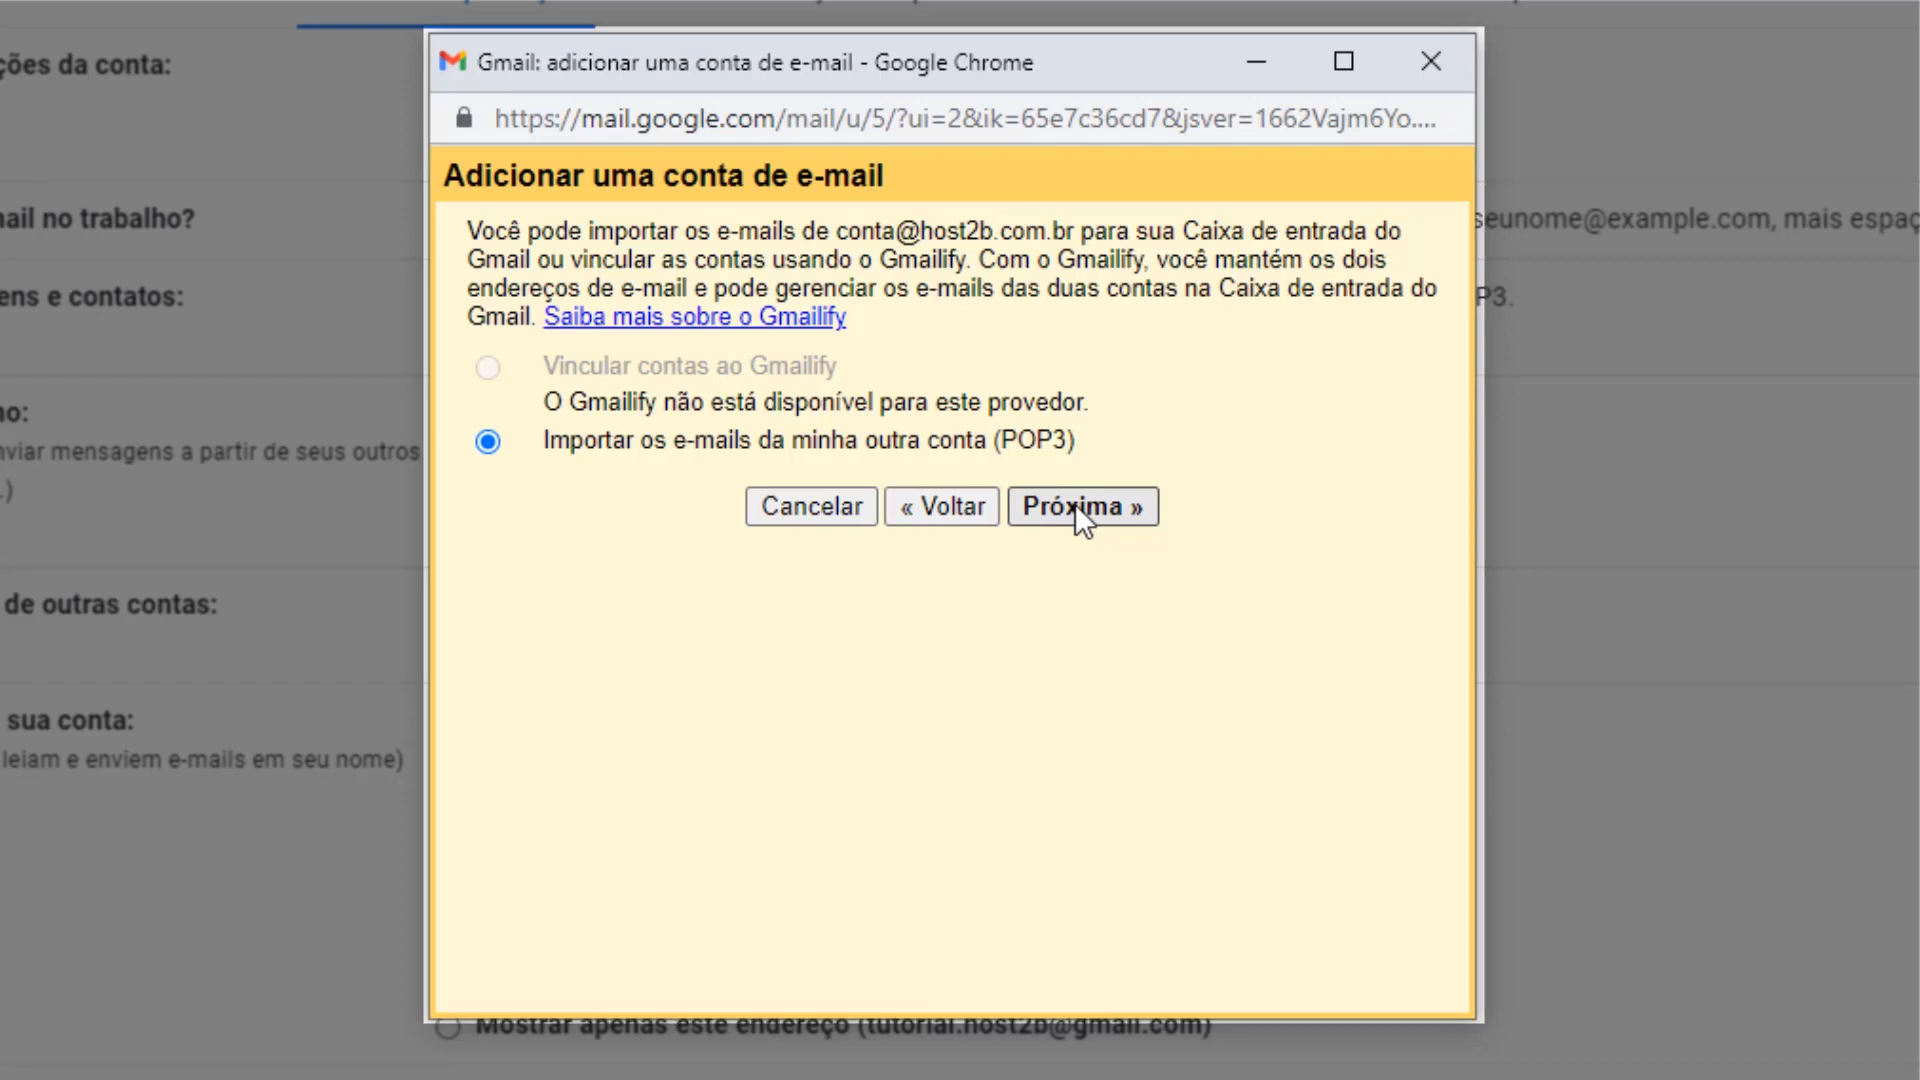 Gmail: adicionar uma conta de e-mail - Google Chrome
https://mail.google.com/mail/u/5/?ui=2&ik=65e7c36cd7&jsver=1662Vajm6Yo....
Adicionar uma conta de e-mail
Você pode importar os e-mails de conta@host2b.com.br para sua Caixa de entrada do
Gmail ou vincular as contas usando o Gmailify. Com o Gmailify, você mantém os dois
endereços de e-mail e pode gerenciar os e-mails das duas contas na Caixa de entrada do
Gmail. Saiba mais sobre o Gmailify
Vincular contas ao Gmailify
O Gmailify não está disponível para este provedor.
Importar os e-mails da minha outra conta (POP3)
Cancelar
« Voltar
Próxima »
ções da conta:
ail no trabalho?
seunome@example.com, mais espaç
ens e contatos:
P3.
no:
nviar mensagens a partir de seus outros
.)
de outras contas:
sua conta:
leiam e enviem e-mails em seu nome)
Mostrar apenas este endereço (tutorial.host2b@gmail.com)